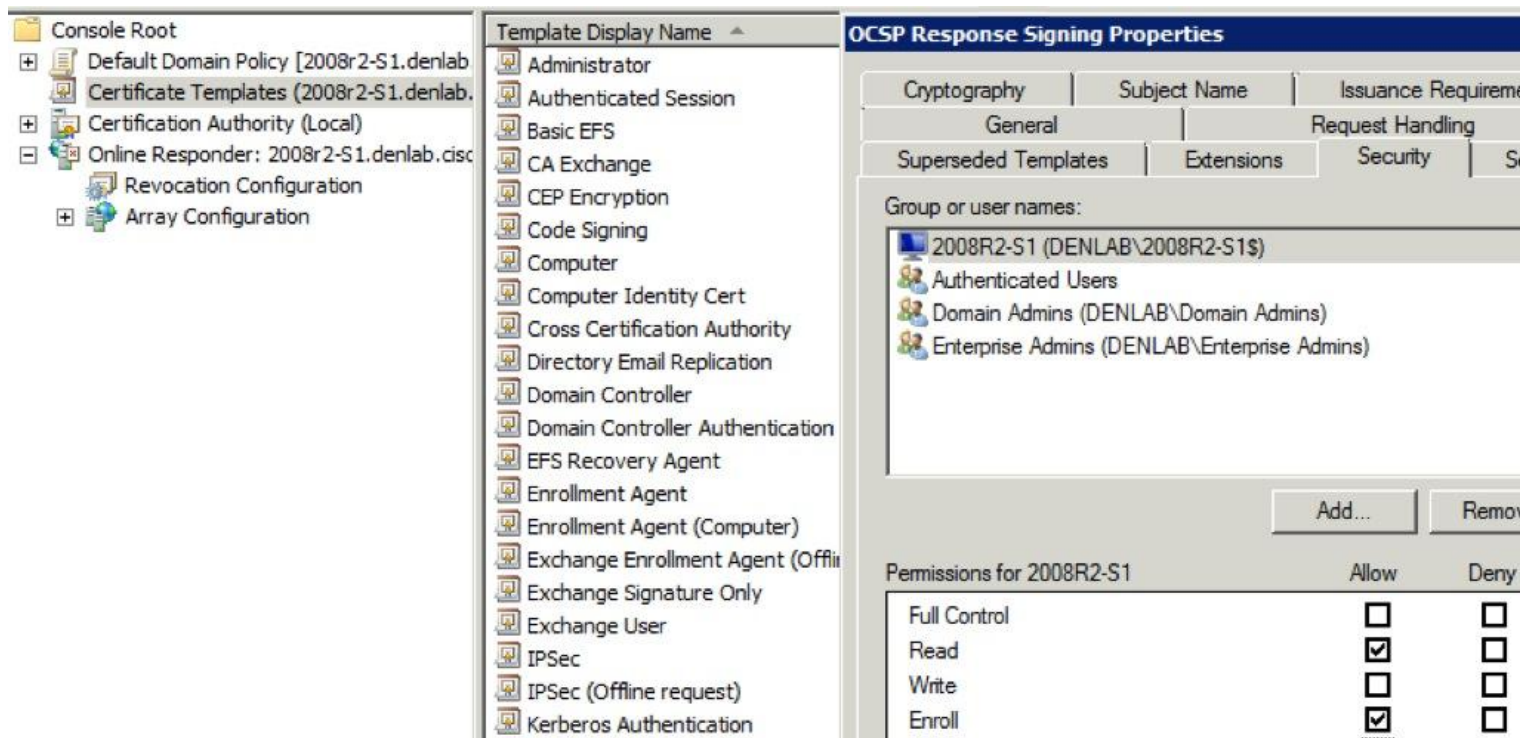 Console Root
Default Domain Policy [2008r2-S1.denlab
Certificate Templates (2008r2-S1.denlab.
Certification Authority (Local)
Online Responder: 2008r2-S1.denlab.cisc
Revocation Configuration
Array Configuration
Template Display Name
Administrator
Authenticated Session
Basic EFS
CA Exchange
CEP Encryption
Code Signing
Computer
Computer Identity Cert
Cross Certification Authority
Directory Email Replication
Domain Controller
Domain Controller Authentication
EFS Recovery Agent
Enrollment Agent
Enrollment Agent (Computer)
Exchange Enrollment Agent (Offli
Exchange Signature Only
Exchange User
IPSec
IPSec (Offline request)
Kerberos Authentication
OCSP Response Signing Properties
Cryptography Subject Name Issuance Requireme
General Request Handling
Superseded Templates Extensions Security S
Group or user names:
2008R2-S1 (DENLAB\2008R2-S1$)
Authenticated Users
Domain Admins (DENLAB\Domain Admins)
Enterprise Admins (DENLAB\Enterprise Admins)
Add... Remov
Permissions for 2008R2-S1 Allow Deny
Full Control
Read
Write
Enroll